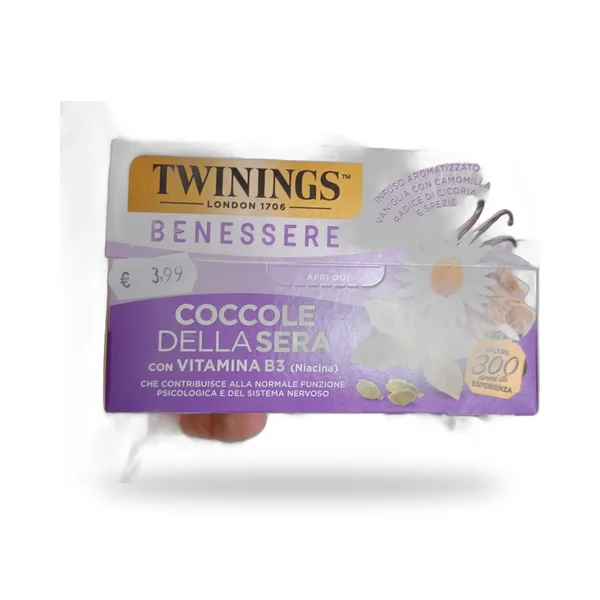 TWININGS™
LONDON 1706
BENESSERE
INFUSO AROMATIZZATO
VANIGLIA CON CAMOMILLA
RADICE DI CICORIA
E SPEZIE
€ 3,99
APRI QUI
COCCOLE
DELLA SERA
CON VITAMINA B3 (Niacina)
CHE CONTRIBUISCE ALLA NORMALE FUNZIONE
PSICOLOGICA E DEL SISTEMA NERVOSO
OLTRE
300
anni di
ESPERIENZA